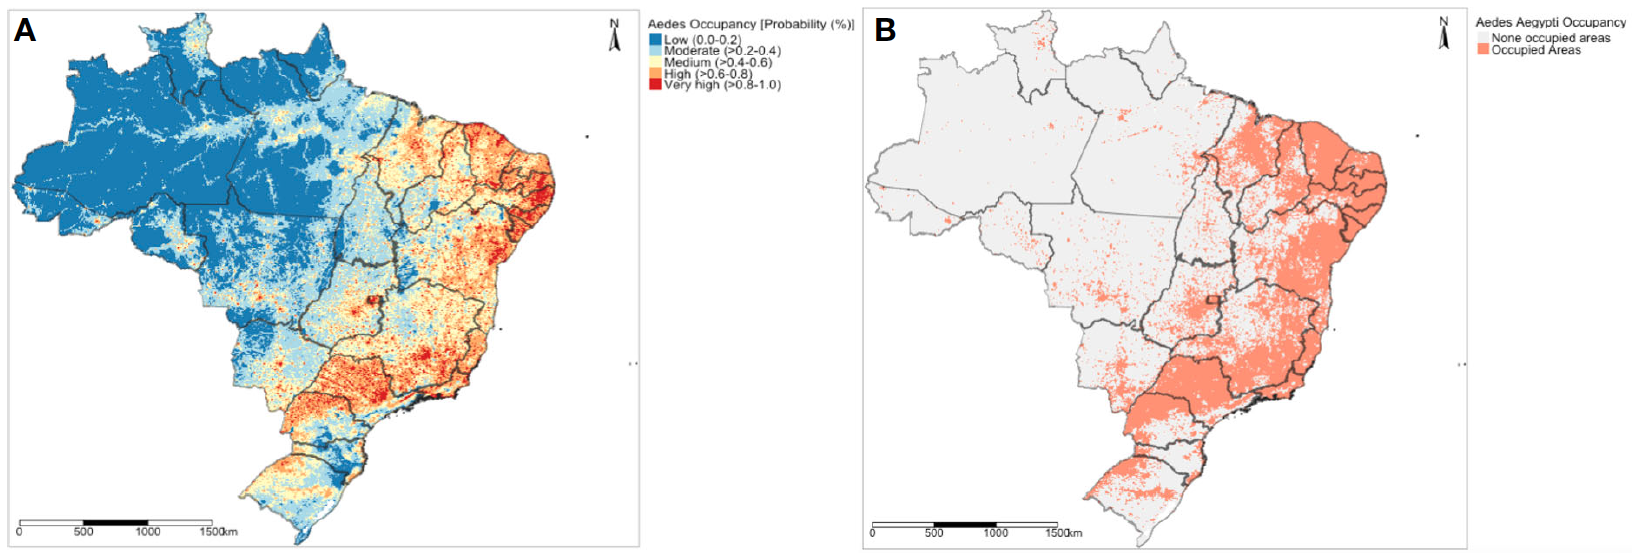 A
N
Aedes Occupancy [Probability (%)]
Low (0.0-0.2)
Moderate (>0.2-0.4)
Medium (>0.4-0.6)
High (>0.6-0.8)
Very high (>0.8-1.0)
0 500 1000 1500km
B
N
Aedes Aegypti Occupancy
None occupied areas
Occupied Areas
0 500 1000 1500km